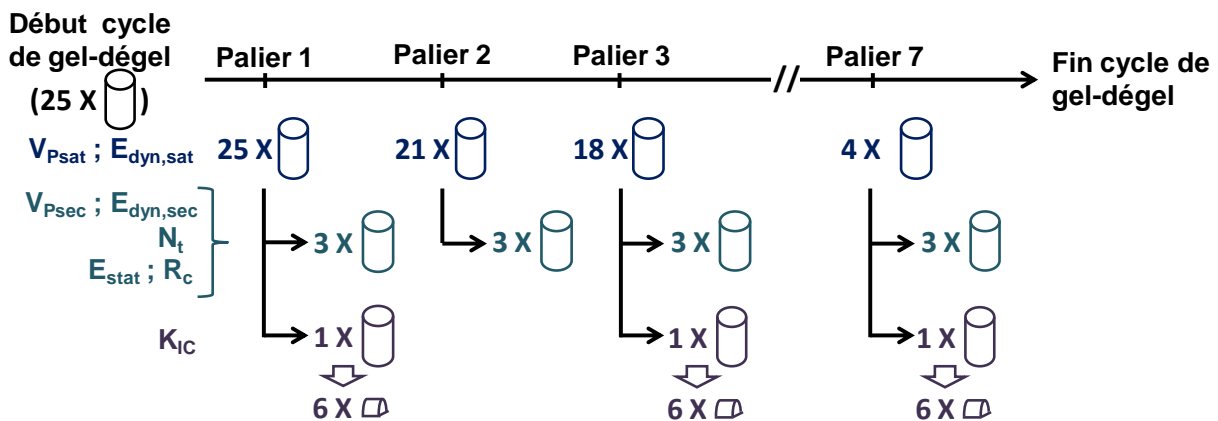 Début cycle
de gel-dégel
(25 X )
Palier 1
Palier 2
Palier 3
//
Palier 7
Fin cycle de
gel-dégel
VPsat ; Edyn,sat
25 X
21 X
18 X
4 X
VPsec ; Edyn,sec
Nt
Estat ; Rc
3 X
3 X
3 X
3 X
KIC
1 X
1 X
1 X
6 X
6 X
6 X